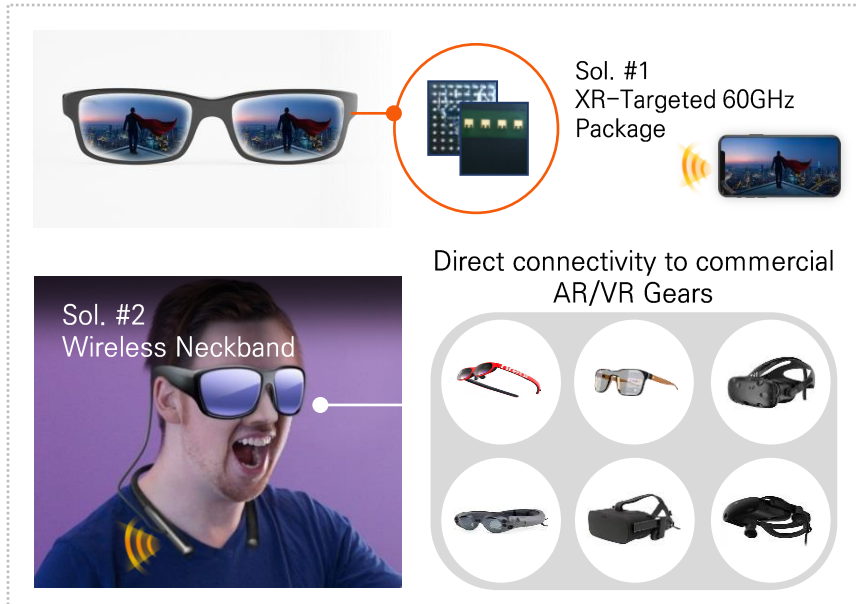 Sol. #1
XR-Targeted 60GHz
Package
Direct connectivity to commercial
AR/VR Gears
Sol. #2
Wireless Neckband